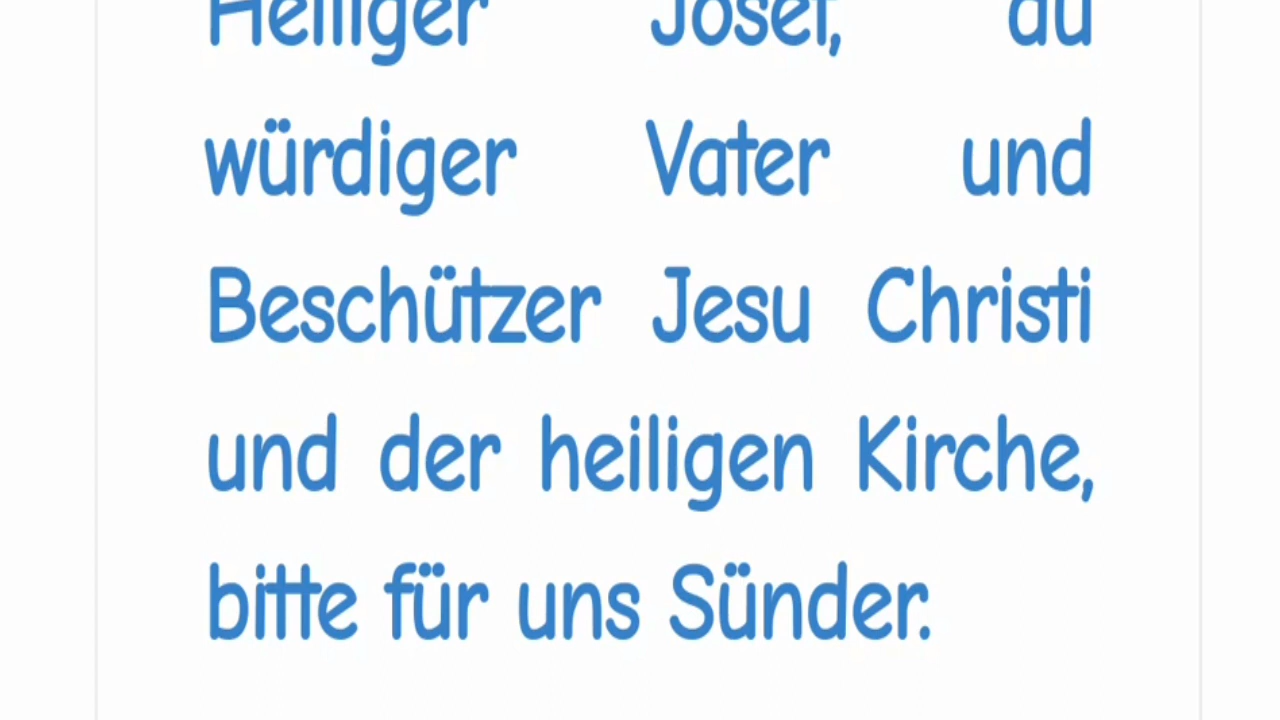 Heiliger Josef, du
würdiger Vater und
Beschützer Jesu Christi
und der heiligen Kirche,
bitte für uns Sünder.